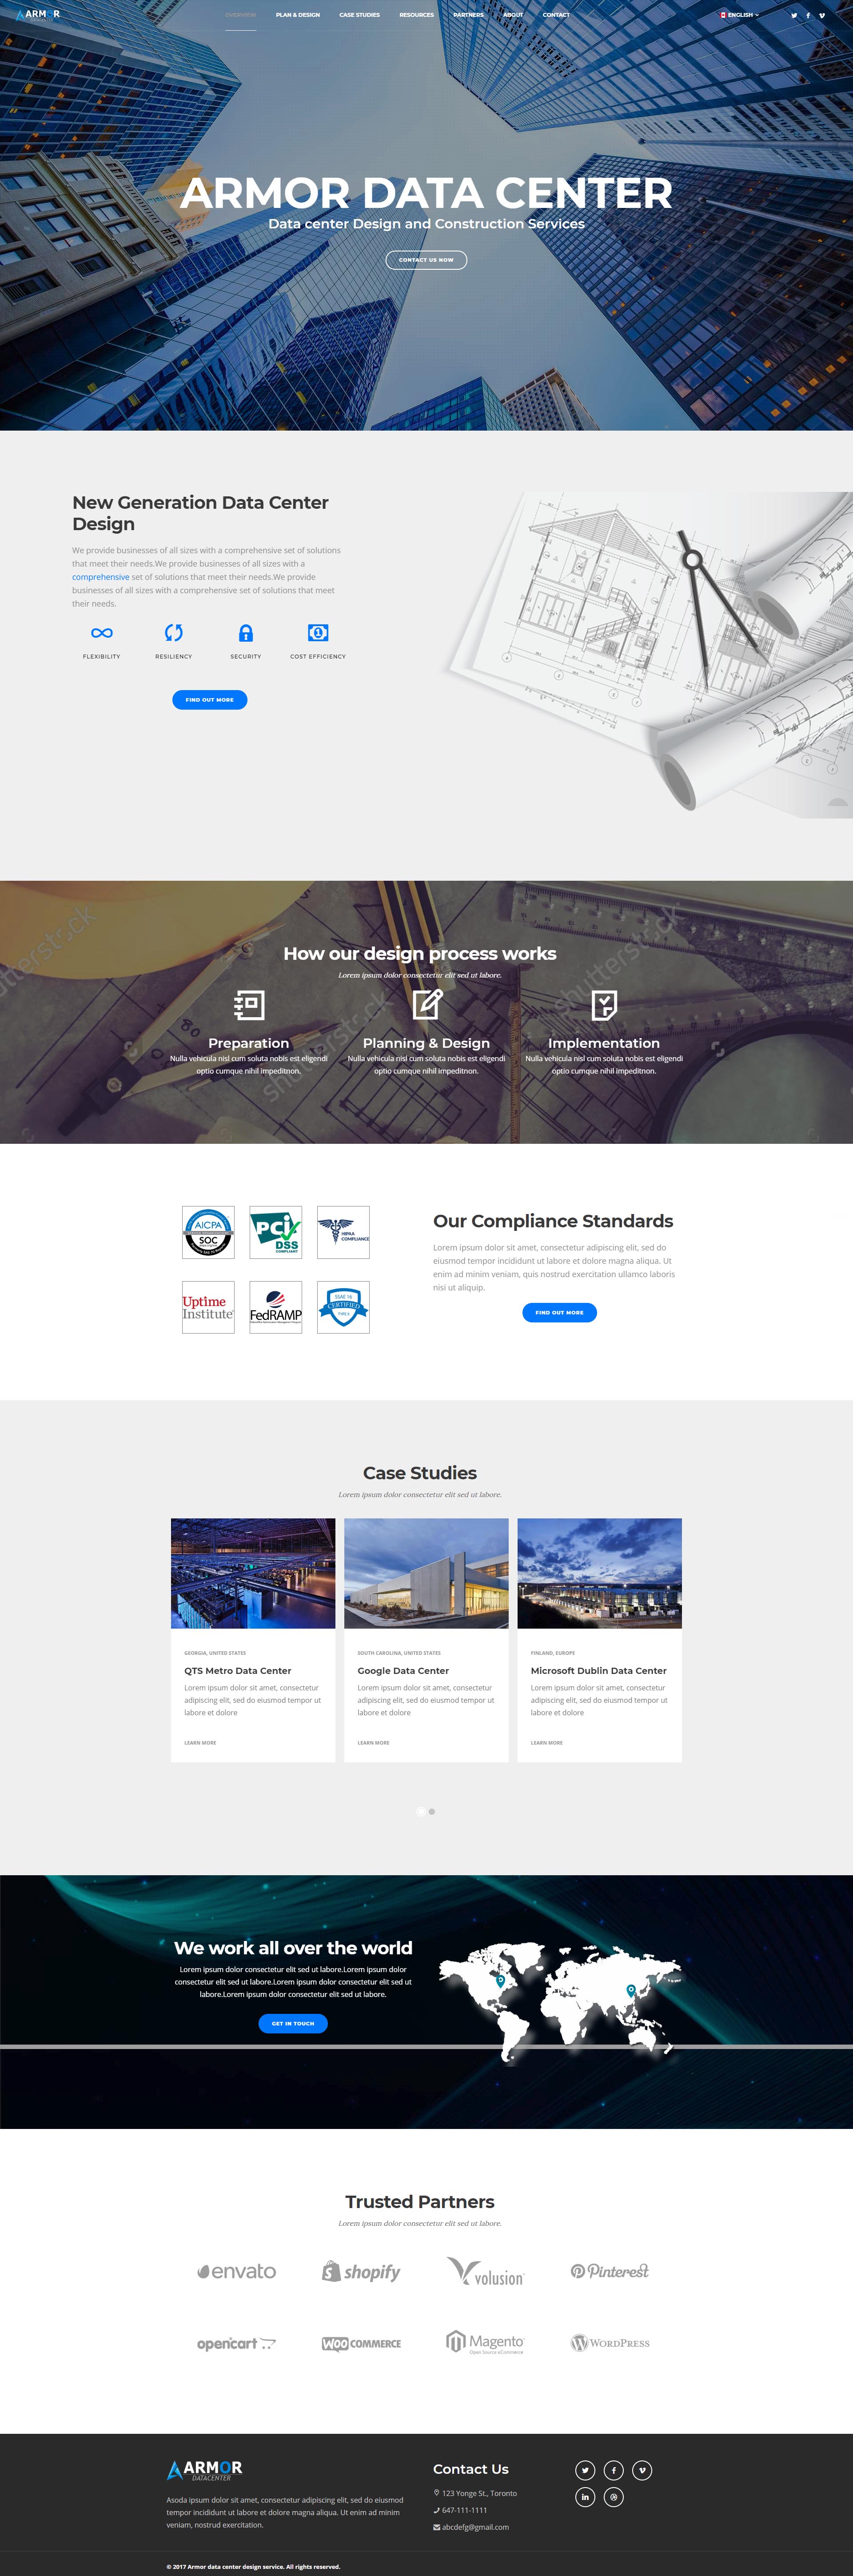 ARMOR
OVERVIEW PLAN & DESIGN CASE STUDIES RESOURCES PARTNERS ABOUT CONTACT ENGLISH
ARMOR DATA CENTER
Data center Design and Construction Services
CONTACT US NOW
New Generation Data Center
Design
We provide businesses of all sizes with a comprehensive set of solutions
that meet their needs.We provide businesses of all sizes with a
comprehensive set of solutions that meet their needs.We provide
businesses of all sizes with a comprehensive set of solutions that meet
their needs.
FLEXIBILITY RESILIENCY SECURITY COST EFFICIENCY
FIND OUT MORE
How our design process works
Lorem ipsum dolor consectetur elit sed ut labore.
Preparation
Nulla vehicula nisl cum soluta nobis est eligendi
optio cumque nihil impeditnon.
Planning & Design
Nulla vehicula nisl cum soluta nobis est eligendi
optio cumque nihil impeditnon.
Implementation
Nulla vehicula nisl cum soluta nobis est eligendi
optio cumque nihil impeditnon.
shutterstock
AICPA
SOC
PCI
DSS
COMPLIANT
HIPAA
COMPLIANCE
Uptime
Institute
FedRAMP
SSAE 16
CERTIFIED
TYPE II
Our Compliance Standards
Lorem ipsum dolor sit amet, consectetur adipiscing elit, sed do
eiusmod tempor incididunt ut labore et dolore magna aliqua. Ut
enim ad minim veniam, quis nostrud exercitation ullamco laboris
nisi ut aliquip.
FIND OUT MORE
Case Studies
Lorem ipsum dolor consectetur elit sed ut labore.
GEORGIA, UNITED STATES
QTS Metro Data Center
Lorem ipsum dolor sit amet, consectetur
adipiscing elit, sed do eiusmod tempor ut
labore et dolore
LEARN MORE
SOUTH CAROLINA, UNITED STATES
Google Data Center
Lorem ipsum dolor sit amet, consectetur
adipiscing elit, sed do eiusmod tempor ut
labore et dolore
LEARN MORE
FINLAND, EUROPE
Microsoft Dublin Data Center
Lorem ipsum dolor sit amet, consectetur
adipiscing elit, sed do eiusmod tempor ut
labore et dolore
LEARN MORE
We work all over the world
Lorem ipsum dolor consectetur elit sed ut labore.Lorem ipsum dolor
consectetur elit sed ut labore.Lorem ipsum dolor consectetur elit sed ut
labore.Lorem ipsum dolor consectetur elit sed ut labore.
GET IN TOUCH
Trusted Partners
Lorem ipsum dolor consectetur elit sed ut labore.
envato shopify volusion Pinterest
opencart WOO COMMERCE Magento WORDPRESS
Open Source eCommerce
ARMOR
DATACENTER
Asoda ipsum dolor sit amet, consectetur adipiscing elit, sed do eiusmod
tempor incididunt ut labore et dolore magna aliqua. Ut enim ad minim
veniam, nostrud exercitation.
Contact Us
123 Yonge St., Toronto
647-111-1111
abcdefg@gmail.com
© 2017 Armor data center design service. All rights reserved.